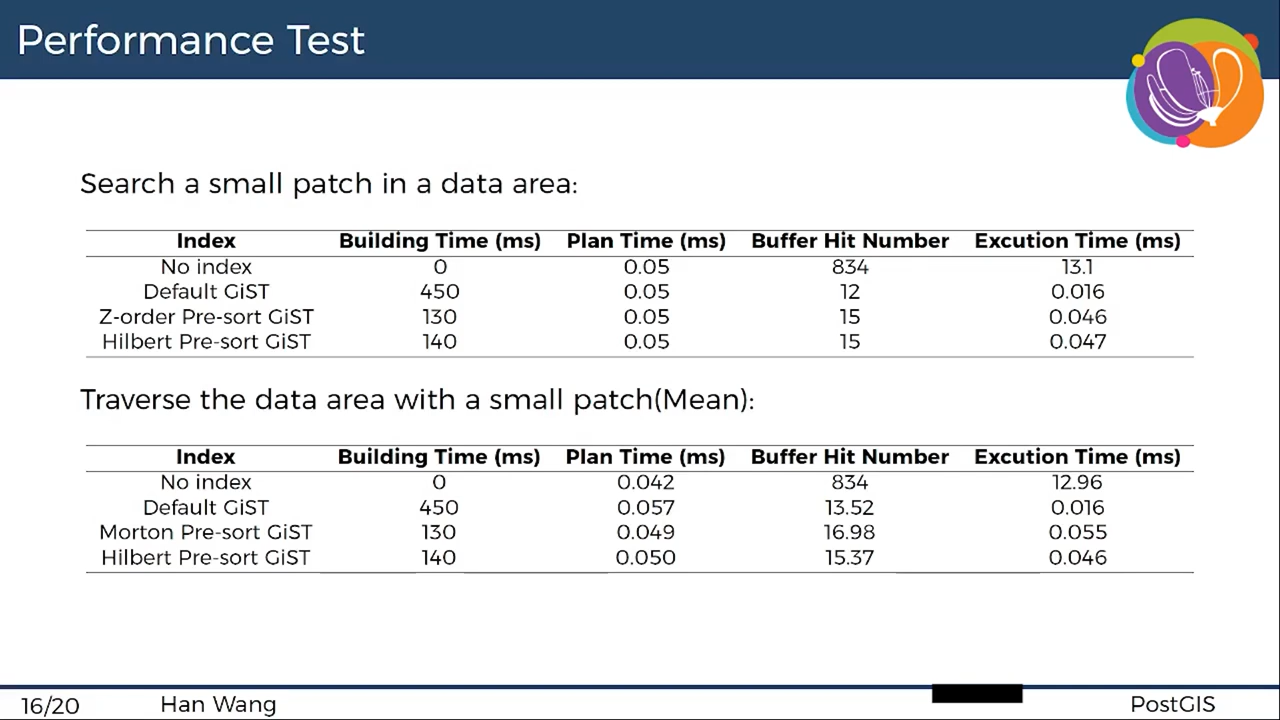 Performance Test
Search a small patch in a data area:
Index Building Time (ms) Plan Time (ms) Buffer Hit Number Excution Time (ms)
No index 0 0.05 834 13.1
Default GiST 450 0.05 12 0.016
Z-order Pre-sort GiST 130 0.05 15 0.046
Hilbert Pre-sort GiST 140 0.05 15 0.047
Traverse the data area with a small patch(Mean):
Index Building Time (ms) Plan Time (ms) Buffer Hit Number Excution Time (ms)
No index 0 0.042 834 12.96
Default GiST 450 0.057 13.52 0.016
Morton Pre-sort GiST 130 0.049 16.98 0.055
Hilbert Pre-sort GiST 140 0.050 15.37 0.046
16/20 Han Wang PostGIS